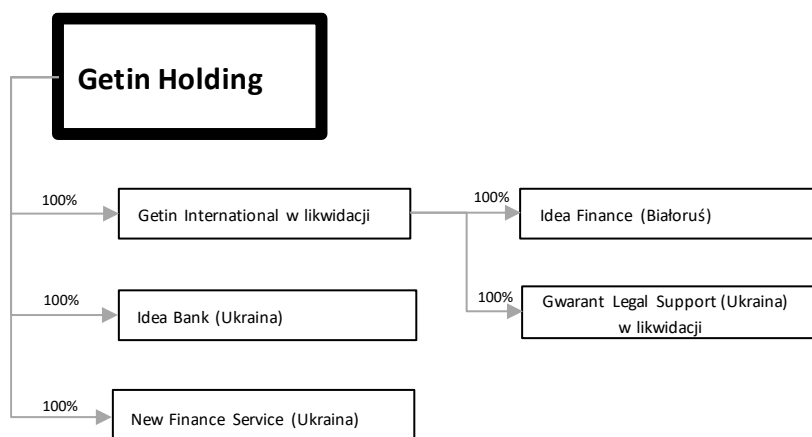 Getin Holding
100%
Getin International w likwidacji
100%
Idea Finance (Białoruś)
100%
Idea Bank (Ukraina)
100%
Gwarant Legal Support (Ukraina)
w likwidacji
100%
New Finance Service (Ukraina)